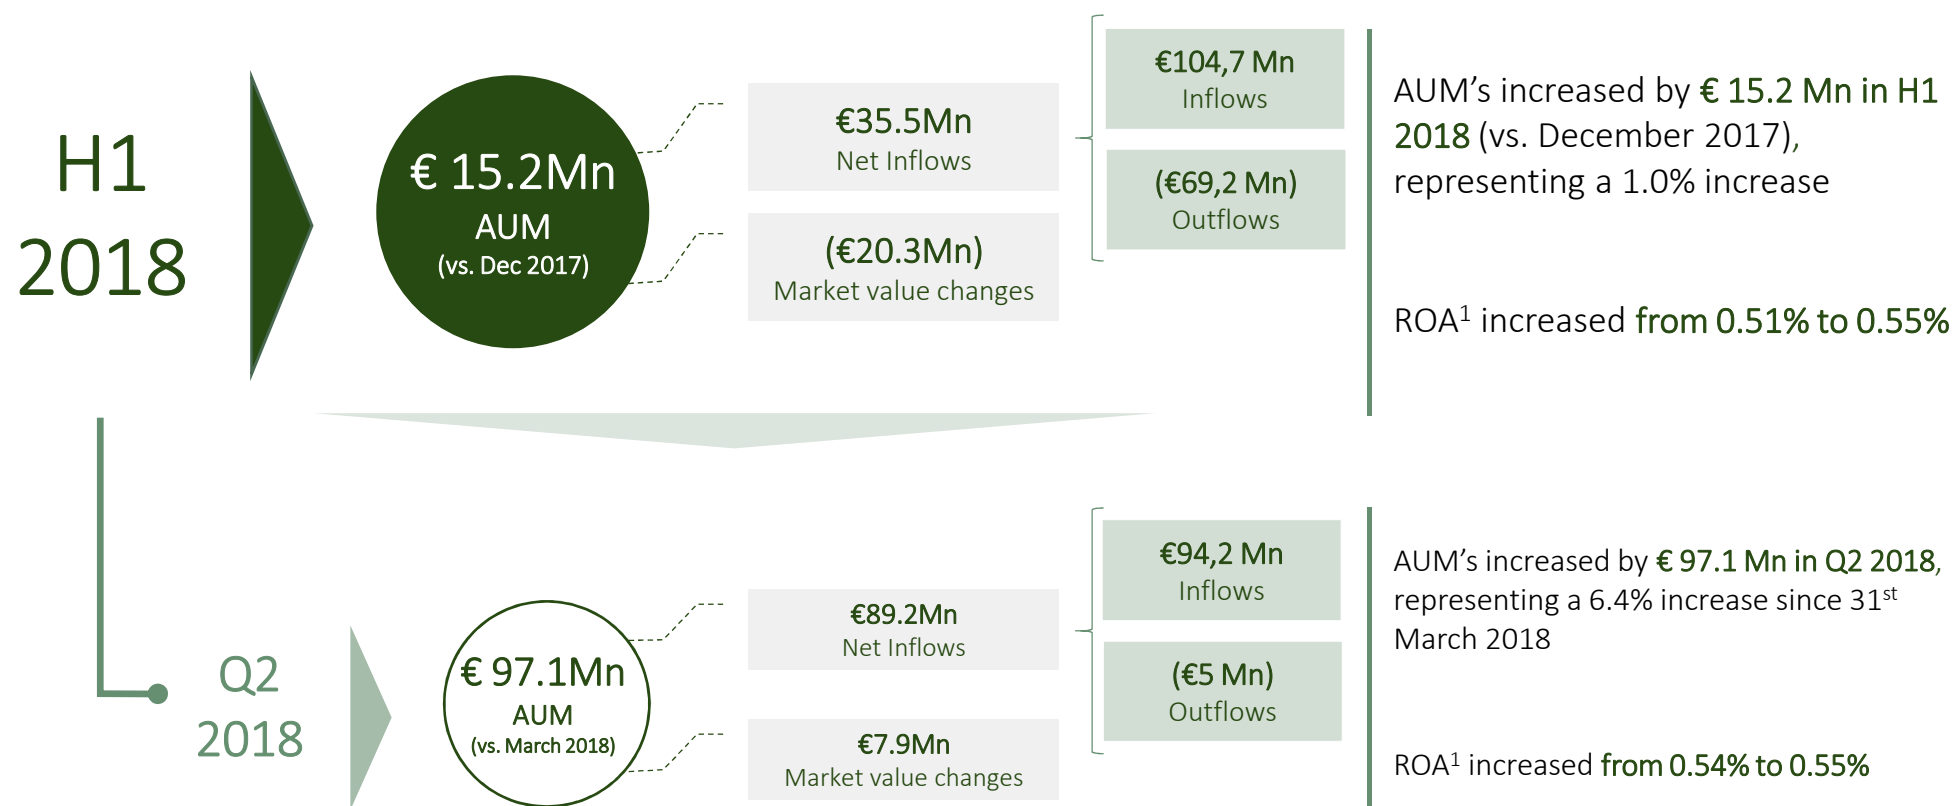 H1
2018
€ 15.2Mn
AUM
(vs. Dec 2017)
€35.5Mn
Net Inflows
(€20.3Mn)
Market value changes
€104,7 Mn
Inflows
(€69,2 Mn)
Outflows
AUM’s increased by € 15.2 Mn in H1
2018 (vs. December 2017),
representing a 1.0% increase
ROA¹ increased from 0.51% to 0.55%
Q2
2018
€ 97.1Mn
AUM
(vs. March 2018)
€89.2Mn
Net Inflows
€7.9Mn
Market value changes
€94,2 Mn
Inflows
(€5 Mn)
Outflows
AUM’s increased by € 97.1 Mn in Q2 2018,
representing a 6.4% increase since 31st
March 2018
ROA¹ increased from 0.54% to 0.55%